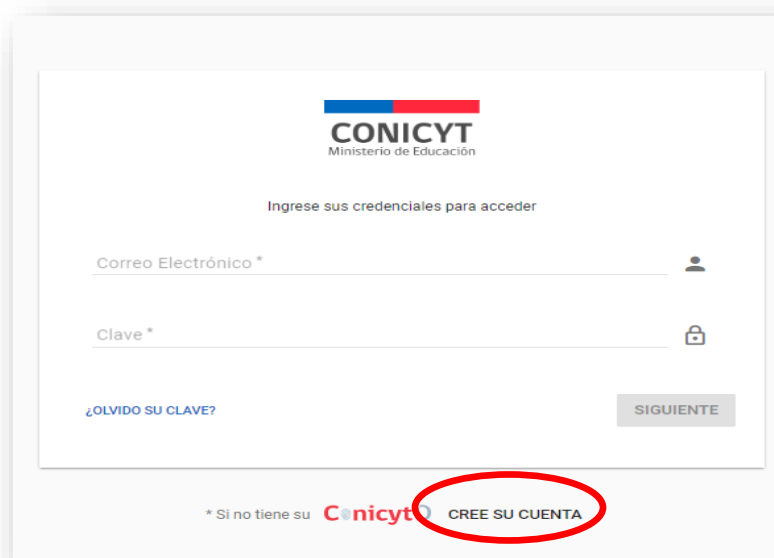 CONICYT
Ministerio de Educación
Ingrese sus credenciales para acceder
Correo Electrónico *
Clave *
¿OLVIDO SU CLAVE?
SIGUIENTE
* Si no tiene su ConicytID CREE SU CUENTA